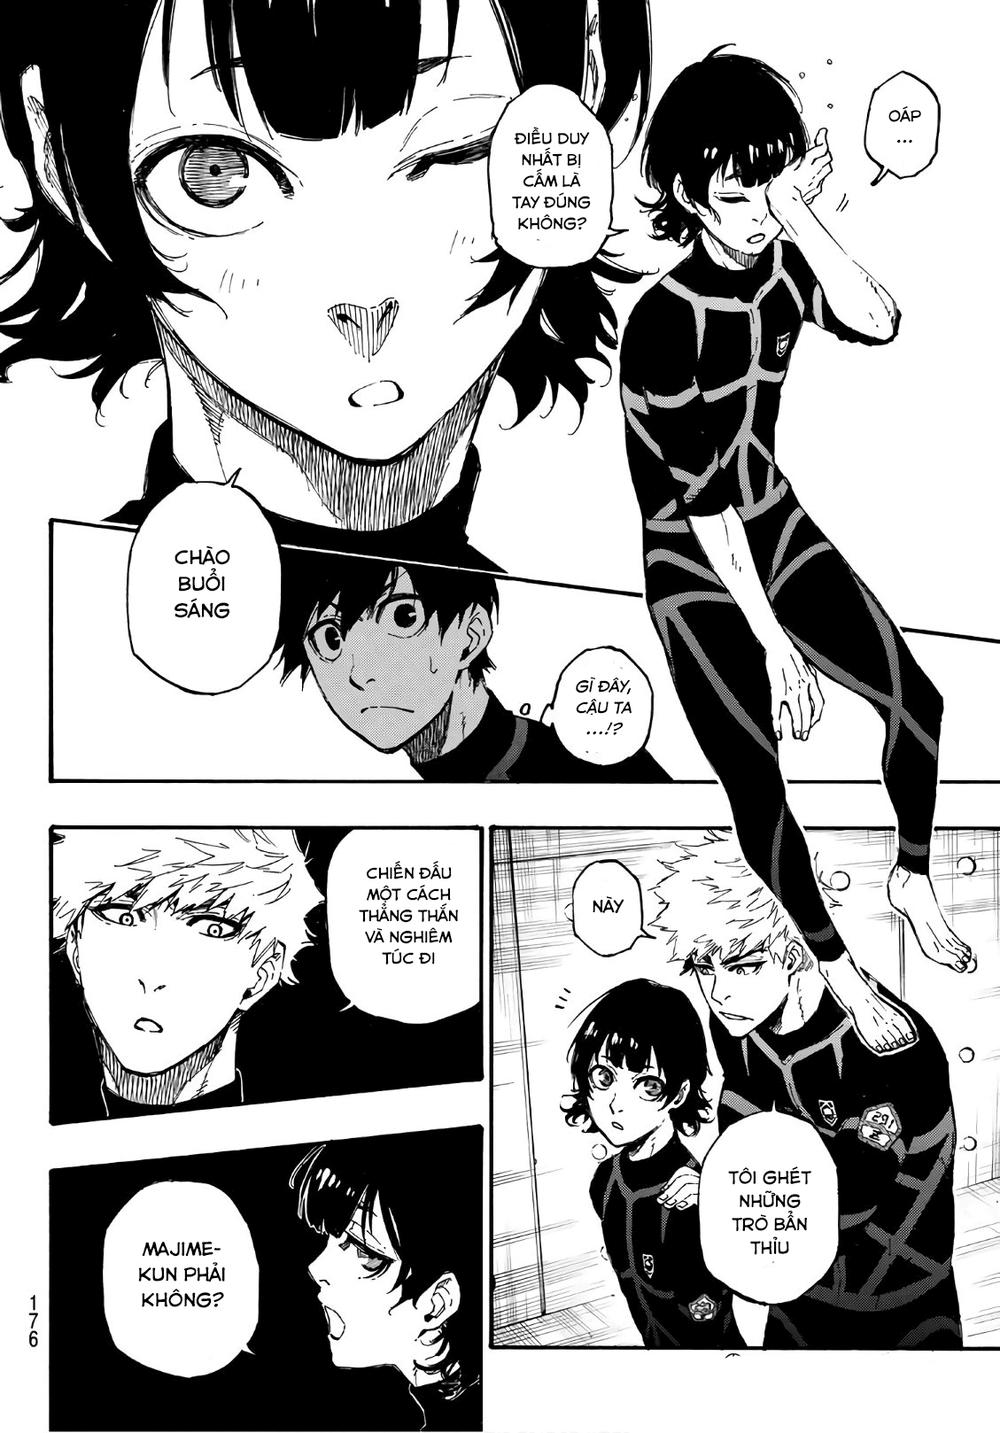 OÁP
...
ĐIỀU DUY
NHẤT BỊ
CẤM LÀ
TAY ĐÚNG
KHÔNG?
CHÀO
BUỔI
SÁNG
GÌ ĐÂY,
CẬU TA
...!?
NÀY
TÔI GHÉT
NHỮNG
TRÒ BẨN
THỈU
291
CHIẾN ĐẤU
MỘT CÁCH
THẲNG THẮN
VÀ NGHIÊM
TÚC ĐI
MAJIME-
KUN PHẢI
KHÔNG?
176